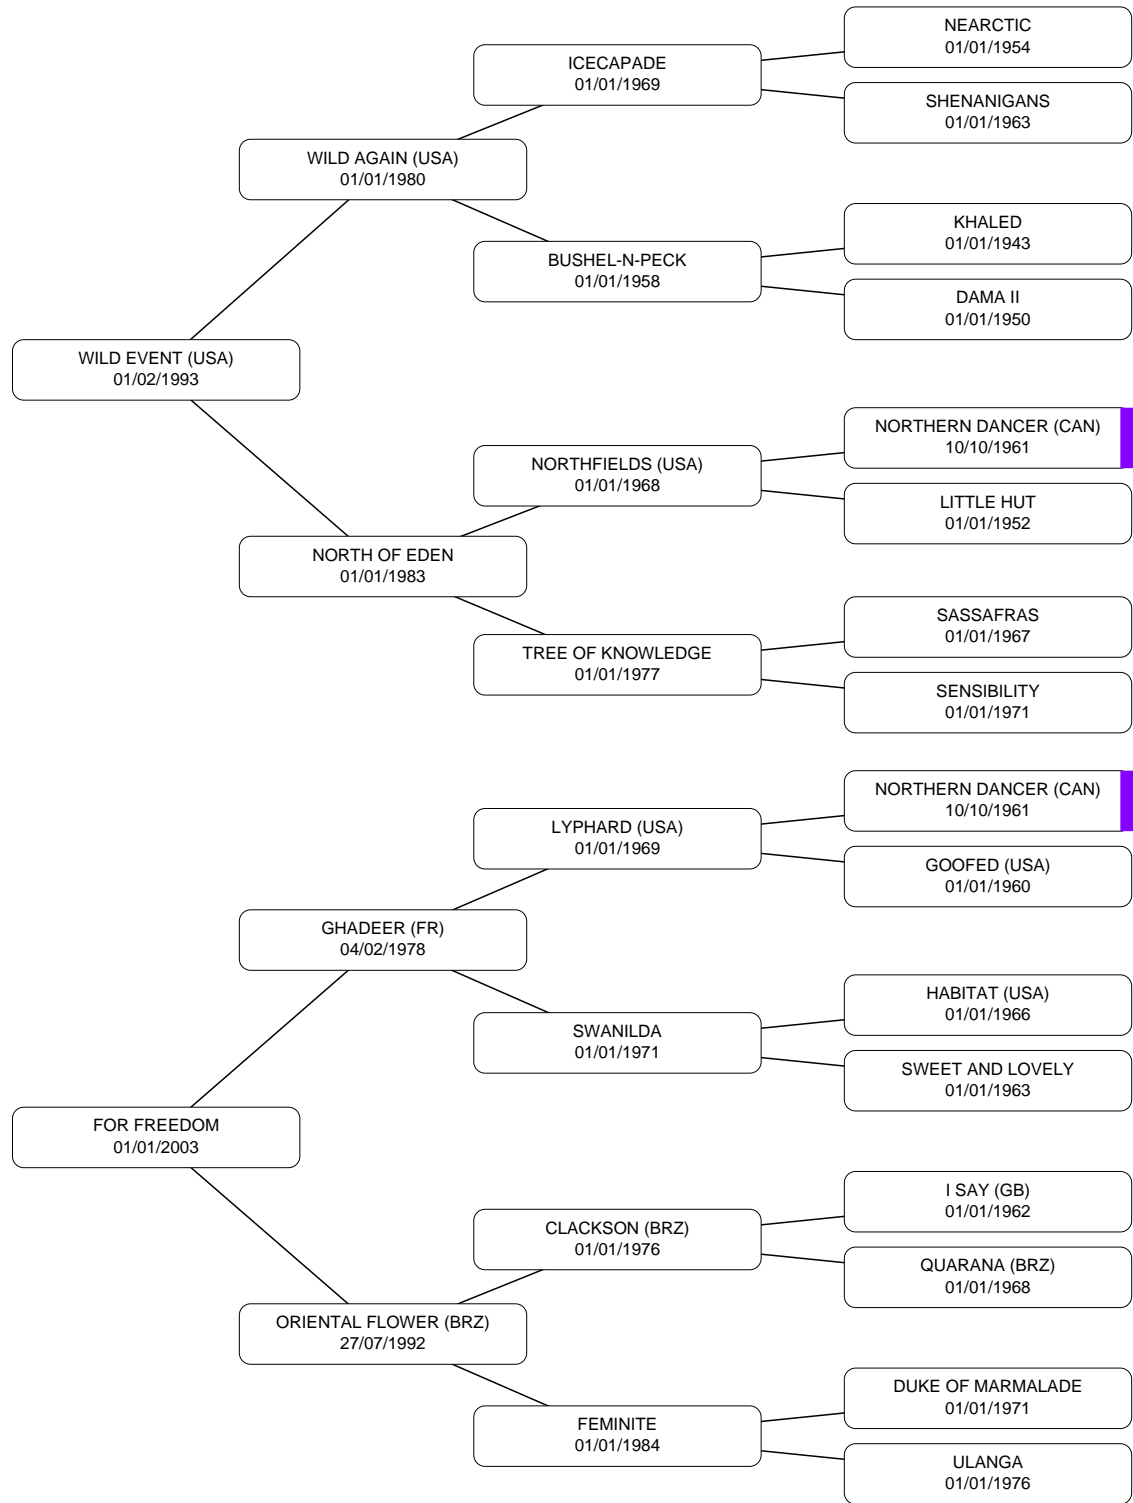 NEARCTIC
01/01/1954
ICECAPADE
01/01/1969
SHENANIGANS
01/01/1963
WILD AGAIN (USA)
01/01/1980
KHALED
01/01/1943
BUSHEL-N-PECK
01/01/1958
DAMA II
01/01/1950
WILD EVENT (USA)
01/02/1993
NORTHERN DANCER (CAN)
10/10/1961
NORTHFIELDS (USA)
01/01/1968
LITTLE HUT
01/01/1952
NORTH OF EDEN
01/01/1983
SASSAFRAS
01/01/1967
TREE OF KNOWLEDGE
01/01/1977
SENSIBILITY
01/01/1971
NORTHERN DANCER (CAN)
10/10/1961
LYPHARD (USA)
01/01/1969
GOOFED (USA)
01/01/1960
GHADEER (FR)
04/02/1978
HABITAT (USA)
01/01/1966
SWANILDA
01/01/1971
SWEET AND LOVELY
01/01/1963
FOR FREEDOM
01/01/2003
I SAY (GB)
01/01/1962
CLACKSON (BRZ)
01/01/1976
QUARANA (BRZ)
01/01/1968
ORIENTAL FLOWER (BRZ)
27/07/1992
DUKE OF MARMALADE
01/01/1971
FEMINITE
01/01/1984
ULANGA
01/01/1976